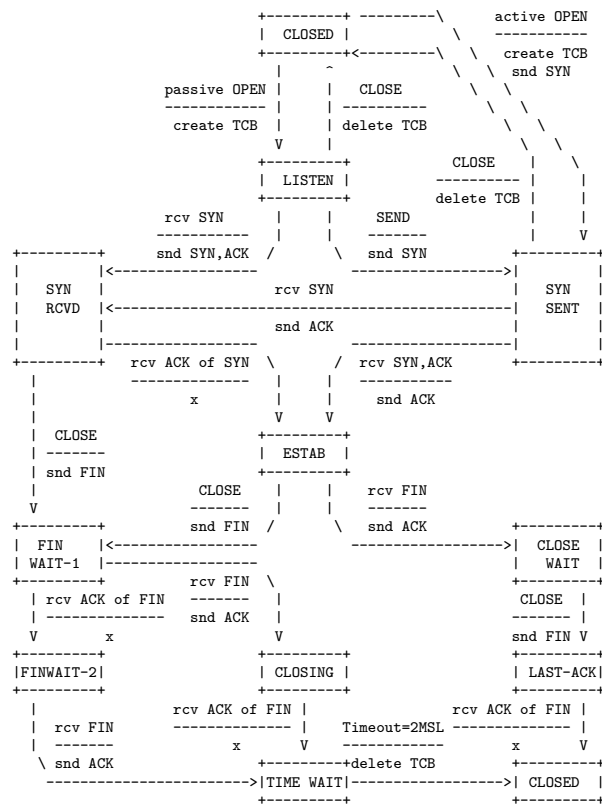 active OPEN
CLOSED
create TCB
snd SYN
passive OPEN CLOSE
create TCB delete TCB
CLOSE
LISTEN
delete TCB
rcv SYN SEND
snd SYN,ACK snd SYN
SYN rcv SYN SYN
RCVD SENT
snd ACK
rcv ACK of SYN rcv SYN,ACK
x snd ACK
CLOSE
ESTAB
snd FIN
CLOSE rcv FIN
snd FIN snd ACK
FIN CLOSE
WAIT-1 WAIT
rcv FIN
rcv ACK of FIN CLOSE
snd ACK
x snd FIN V
FINWAIT-2 CLOSING LAST-ACK
rcv ACK of FIN rcv ACK of FIN
rcv FIN Timeout=2MSL
x x
snd ACK delete TCB
TIME WAIT CLOSED